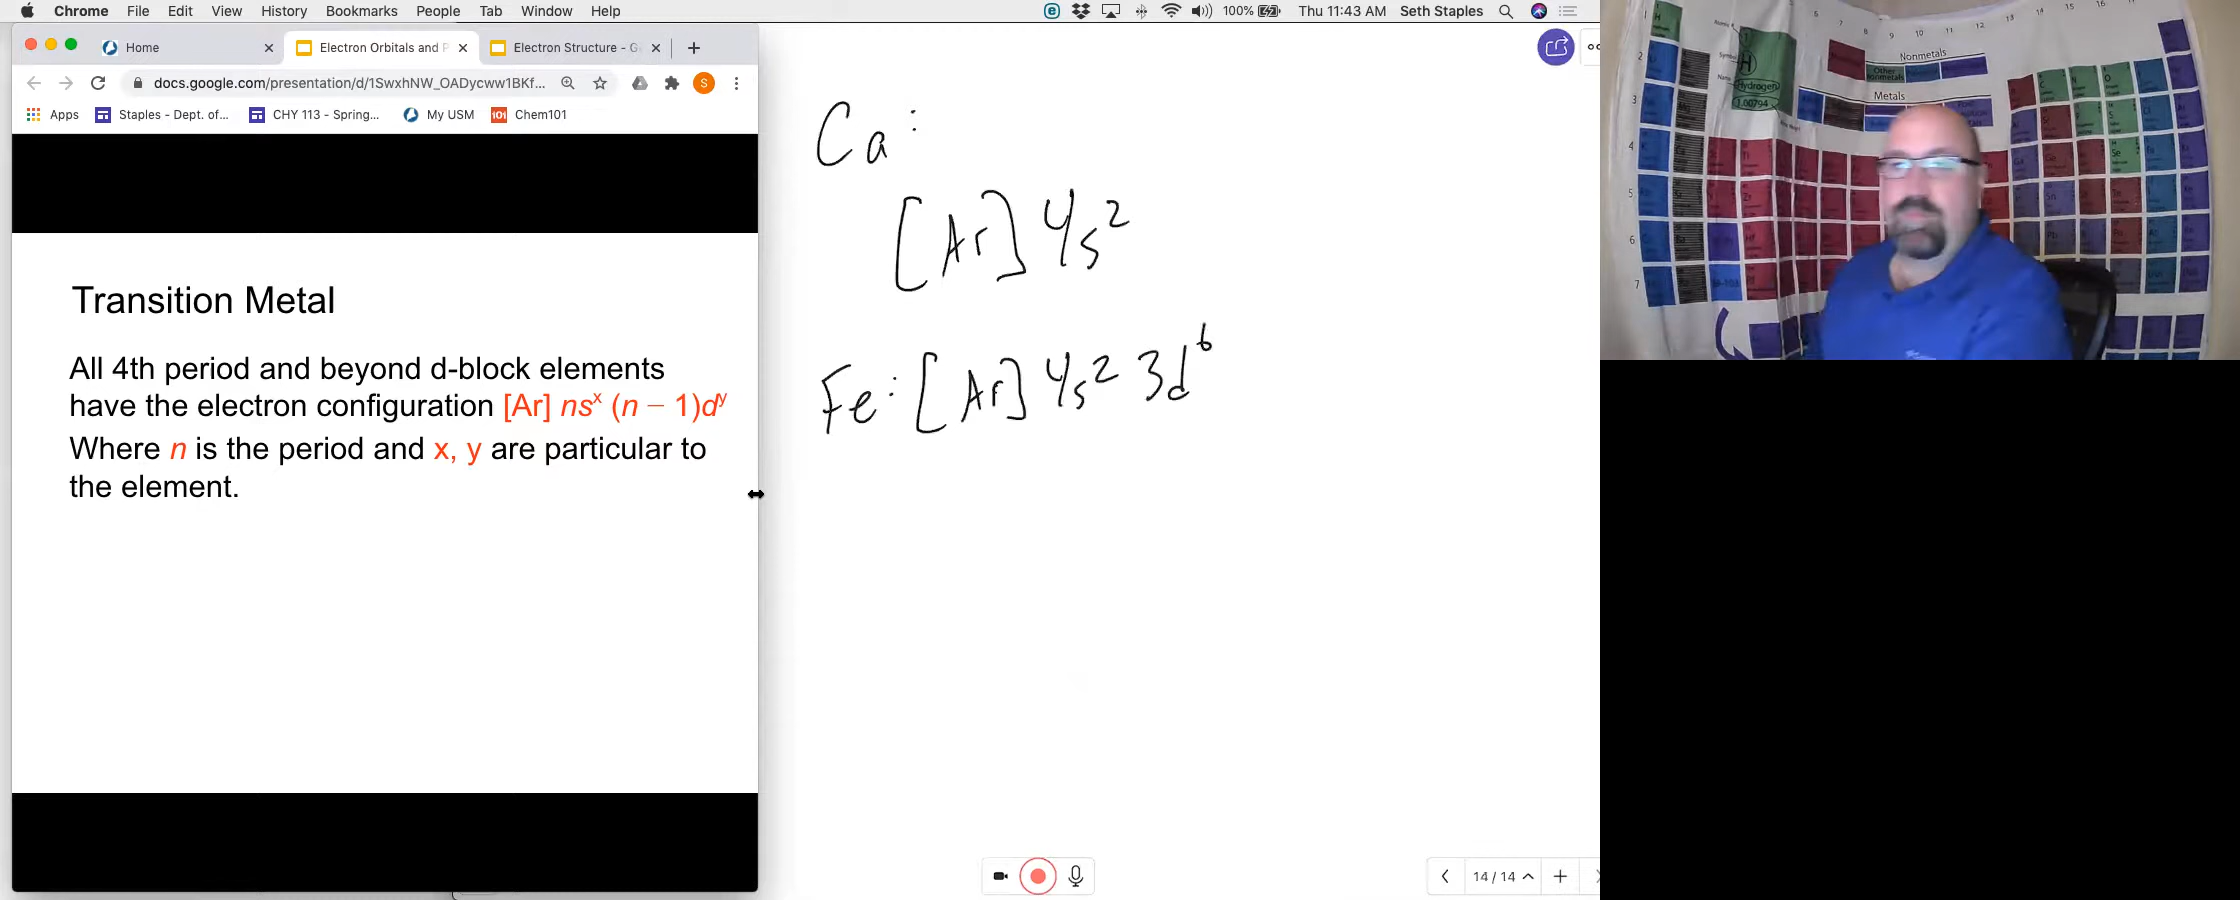 Chrome File Edit View History Bookmarks People Tab Window Help 100% Thu 11:43 AM Seth Staples
Home Electron Orbitals and P Electron Structure - G
docs.google.com/presentation/d/1SwxhNW_OADycww1BKf...
Apps Staples - Dept. of... CHY 113 - Spring... My USM Chem101
Transition Metal
All 4th period and beyond d-block elements
have the electron configuration [Ar] nsˣ (n − 1)dʸ
Where n is the period and x, y are particular to
the element.
Ca:
[Ar] 4s²
Fe: [Ar] 4s² 3d⁶
14 / 14
Nonmetals
Metals
H
Hydrogen
1.00794